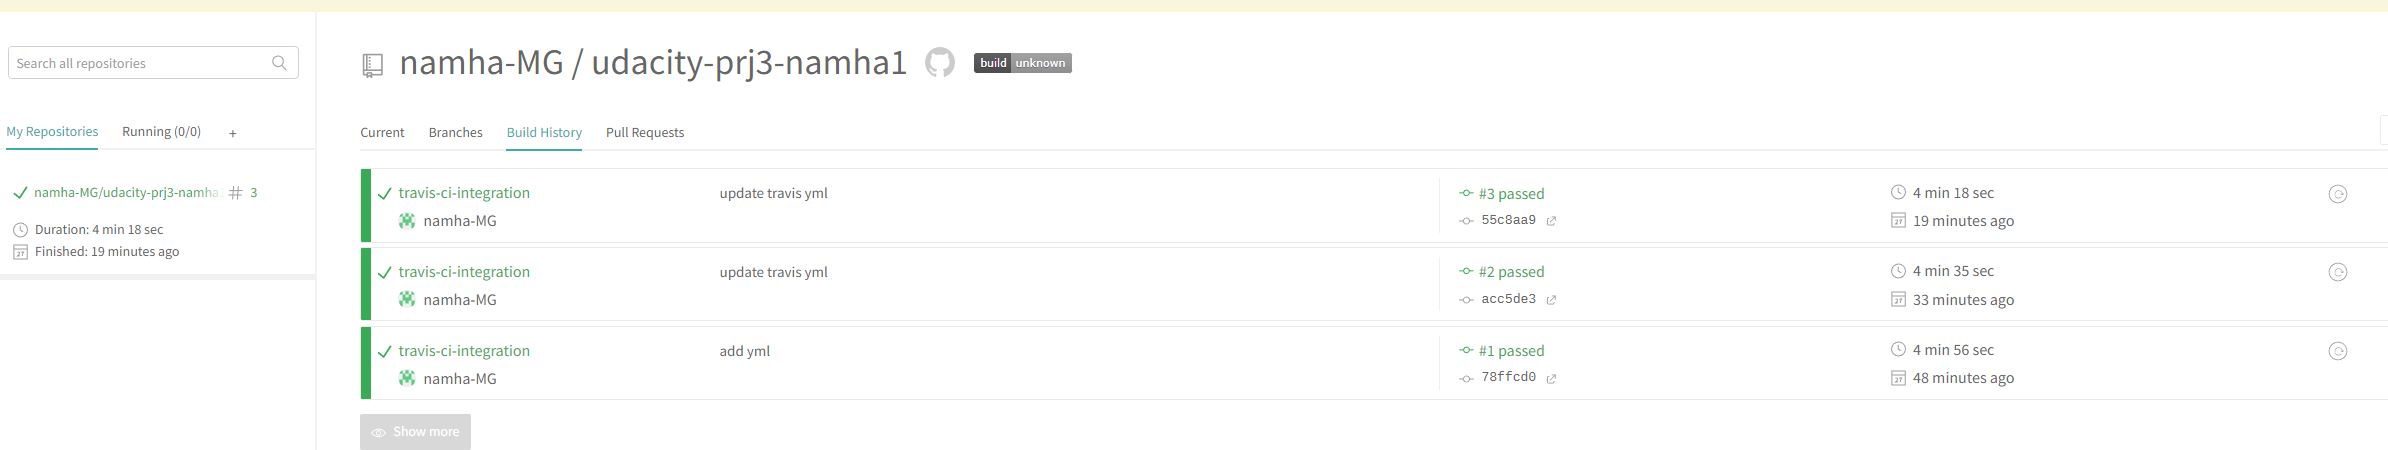 Search all repositories
My Repositories Running (0/0) +
namha-MG/udacity-prj3-namha # 3
Duration: 4 min 18 sec
Finished: 19 minutes ago
namha-MG / udacity-prj3-namha1 build unknown
Current Branches Build History Pull Requests
travis-ci-integration update travis yml #3 passed 4 min 18 sec
namha-MG 55c8aa9 19 minutes ago
travis-ci-integration update travis yml #2 passed 4 min 35 sec
namha-MG acc5de3 33 minutes ago
travis-ci-integration add yml #1 passed 4 min 56 sec
namha-MG 78ffcd0 48 minutes ago
Show more